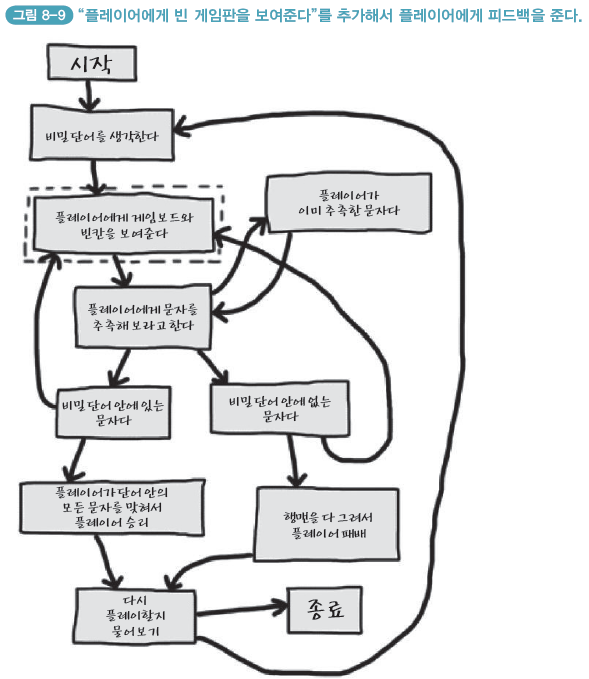 그림 8-9 “플레이어에게 빈 게임판을 보여준다”를 추가해서 플레이어에게 피드백을 준다.
시작
비밀 단어를 생각한다
플레이어에게 게임 보드와
빈칸을 보여준다
플레이어가
이미 추측한 문자다
플레이어에게 문자를
추측해 보라고 한다
비밀 단어 안에 있는
문자다
비밀 단어 안에 없는
문자다
플레이어가 단어 안의
모든 문자를 맞혀서
플레이어 승리
행맨을 다 그려서
플레이어 패배
다시
플레이할지
물어보기
종료